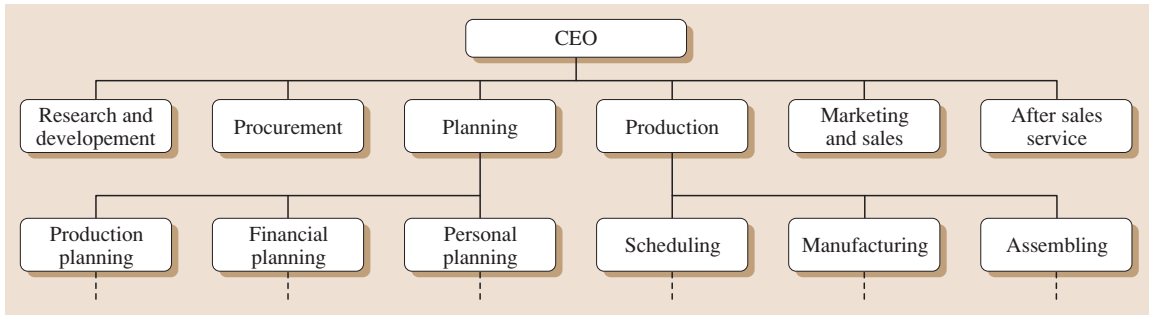 CEO
Research and
developement
Procurement
Planning
Production
Marketing
and sales
After sales
service
Production
planning
Financial
planning
Personal
planning
Scheduling
Manufacturing
Assembling